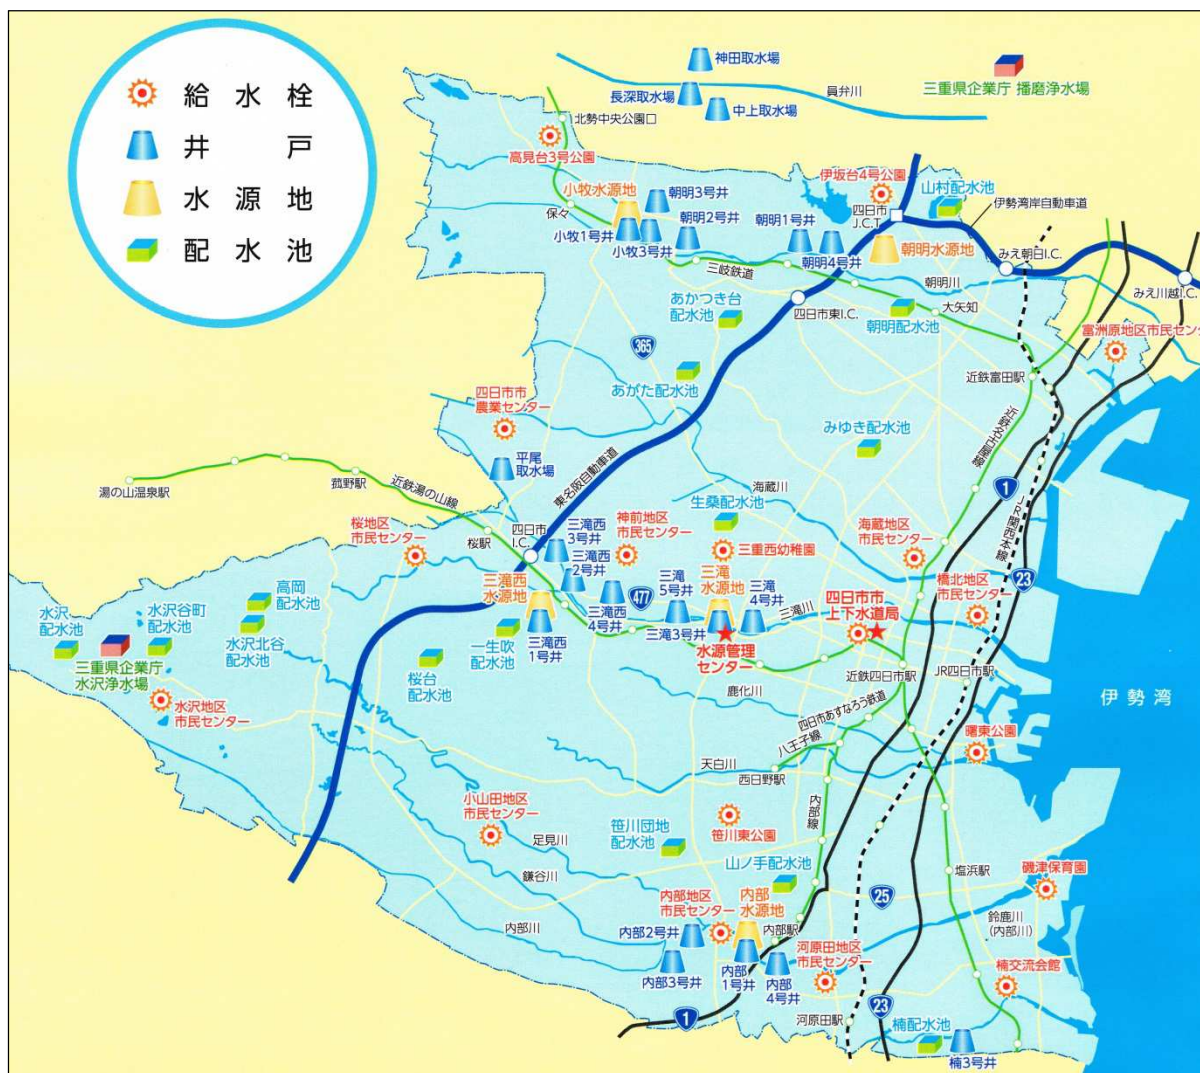 給水栓
井戸
水源地
配水池
神田取水場
長深取水場
中上取水場
員弁川
三重県企業庁 播磨浄水場
北勢中央公園口
高見台3号公園
小牧水源地
朝明3号井
伊坂台4号公園
山村配水池
伊勢湾岸自動車道
保々
小牧1号井
小牧3号井
朝明2号井
朝明1号井
朝明4号井
四日市
J.C.T
朝明水源地
みえ朝日I.C.
みえ川越I.C.
三岐鉄道
朝明川
あかつき台
配水池
四日市東I.C.
大矢知
朝明配水池
富洲原地区市民センター
365
あがた配水池
近鉄富田駅
四日市市
農業センター
みゆき配水池
近鉄名古屋線
平尾
取水場
東名阪自動車道
湯の山温泉駅
菰野駅
近鉄湯の山線
海蔵川
1
JR関西本線
生桑配水池
桜地区
市民センター
桜駅
四日市
I.C.
三滝西
3号井
神前地区
市民センター
三重西幼稚園
海蔵地区
市民センター
23
三滝西
2号井
高岡
配水池
三滝西
水源地
三滝西
4号井
477
三滝
5号井
三滝
水源地
三滝
4号井
三滝川
四日市市
上下水道局
橋北地区
市民センター
水沢
配水池
水沢谷町
配水池
水沢北谷
配水池
一生吹
配水池
三滝西
1号井
三滝3号井
水源管理
センター
三重県企業庁
水沢浄水場
桜台
配水池
近鉄四日市駅
JR四日市駅
伊勢湾
水沢地区
市民センター
鹿化川
四日市あすなろう鉄道
八王子線
曙東公園
天白川
西日野駅
小山田地区
市民センター
足見川
笹川団地
配水池
笹川東公園
内部線
山ノ手配水池
鎌谷川
塩浜駅
磯津保育園
25
内部地区
市民センター
内部
水源地
内部川
内部2号井
内部駅
鈴鹿川
(内部川)
内部3号井
内部
1号井
内部
4号井
河原田地区
市民センター
楠交流会館
1
23
河原田駅
楠配水池
楠3号井